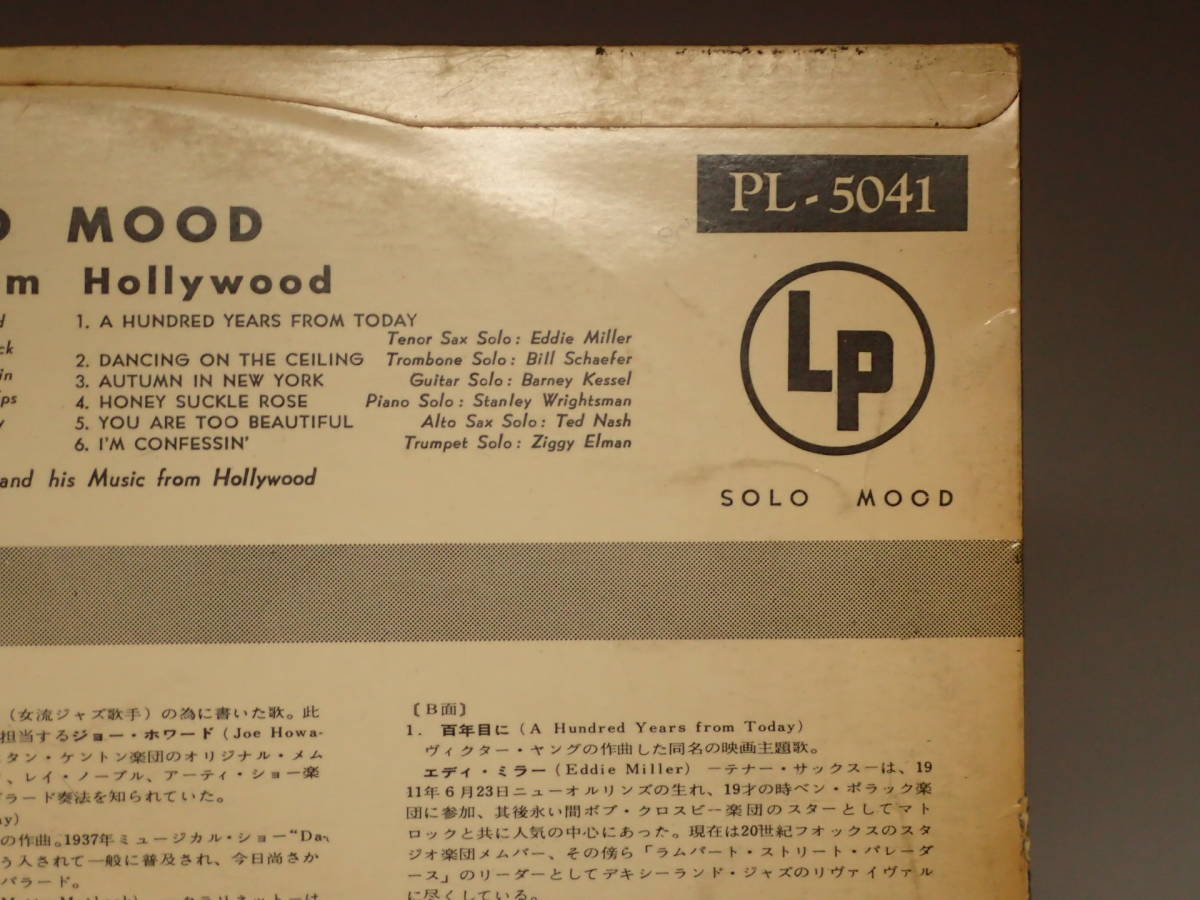 PL-5041
MOOD
Hollywood
1. A HUNDRED YEARS FROM TODAY
Tenor Sax Solo: Eddie Miller
2. DANCING ON THE CEILING Trombone Solo: Bill Schaefer
3. AUTUMN IN NEW YORK Guitar Solo: Barney Kessel
4. HONEY SUCKLE ROSE Piano Solo: Stanley Wrightsman
5. YOU ARE TOO BEAUTIFUL Alto Sax Solo: Ted Nash
6. I'M CONFESSIN' Trumpet Solo: Ziggy Elman
and his Music from Hollywood
LP
SOLO MOOD
(女流ジャズ歌手)の為に書いた歌。此
担当するジョー・ホワード(Joe Howa-
スタン・ケントン楽団のオリジナル・メム
、レイ・ノーブル、アーティ・ショー楽
ラード奏法を知られていた。
の作曲。1937年ミュージカル・ショー“Da-
う人されて一般に普及され、今日尚さか
バラード。
〔B面〕
1. 百年目に (A Hundred Years from Today)
ヴィクター・ヤングの作曲した同名の映画主題歌。
エディ・ミラー(Eddie Miller) —テナー・サックス—は、19
11年6月23日ニューオルリンズの生れ、19才の時ベン・ポラック楽
団に参加、其後永い間ボブ・クロスビー楽団のスターとしてマト
ロックと共に人気の中心にあった。現在は20世紀フオックスのスタ
ジオ楽団メムバー、その傍ら「ラムパート・ストリート・パレーダ
ース」のリーダーとしてデキシーランド・ジャズのリヴァイヴァル
に尽くしている。